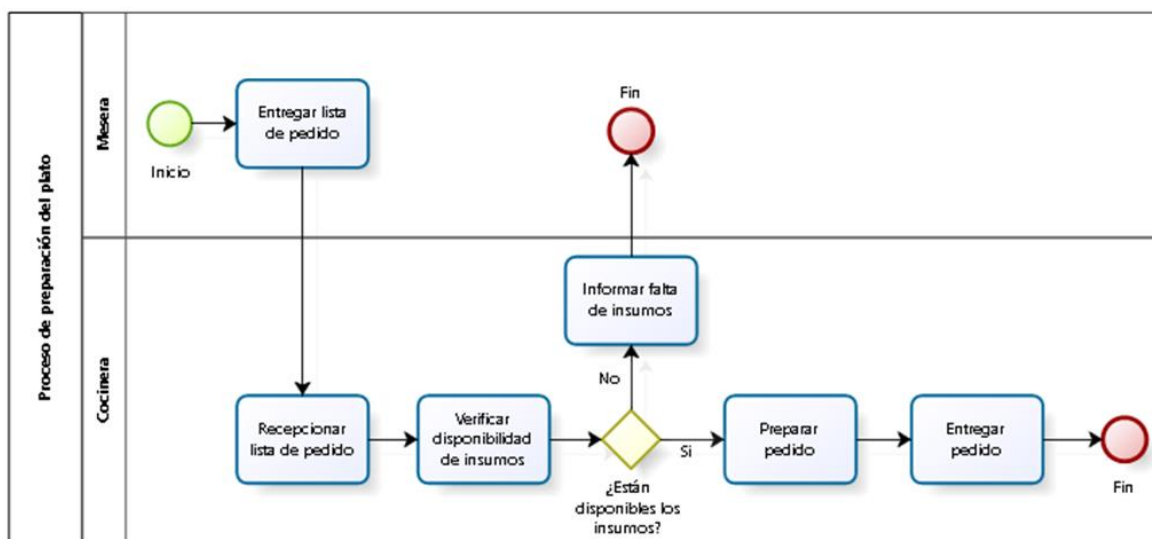 Proceso de preparación del plato
Mesera
Inicio
Entregar lista
de pedido
Fin
Cocinera
Recepcionar
lista de pedido
Verificar
disponibilidad
de insumos
¿Están
disponibles los
insumos?
No
Informar falta
de insumos
Si
Preparar
pedido
Entregar
pedido
Fin